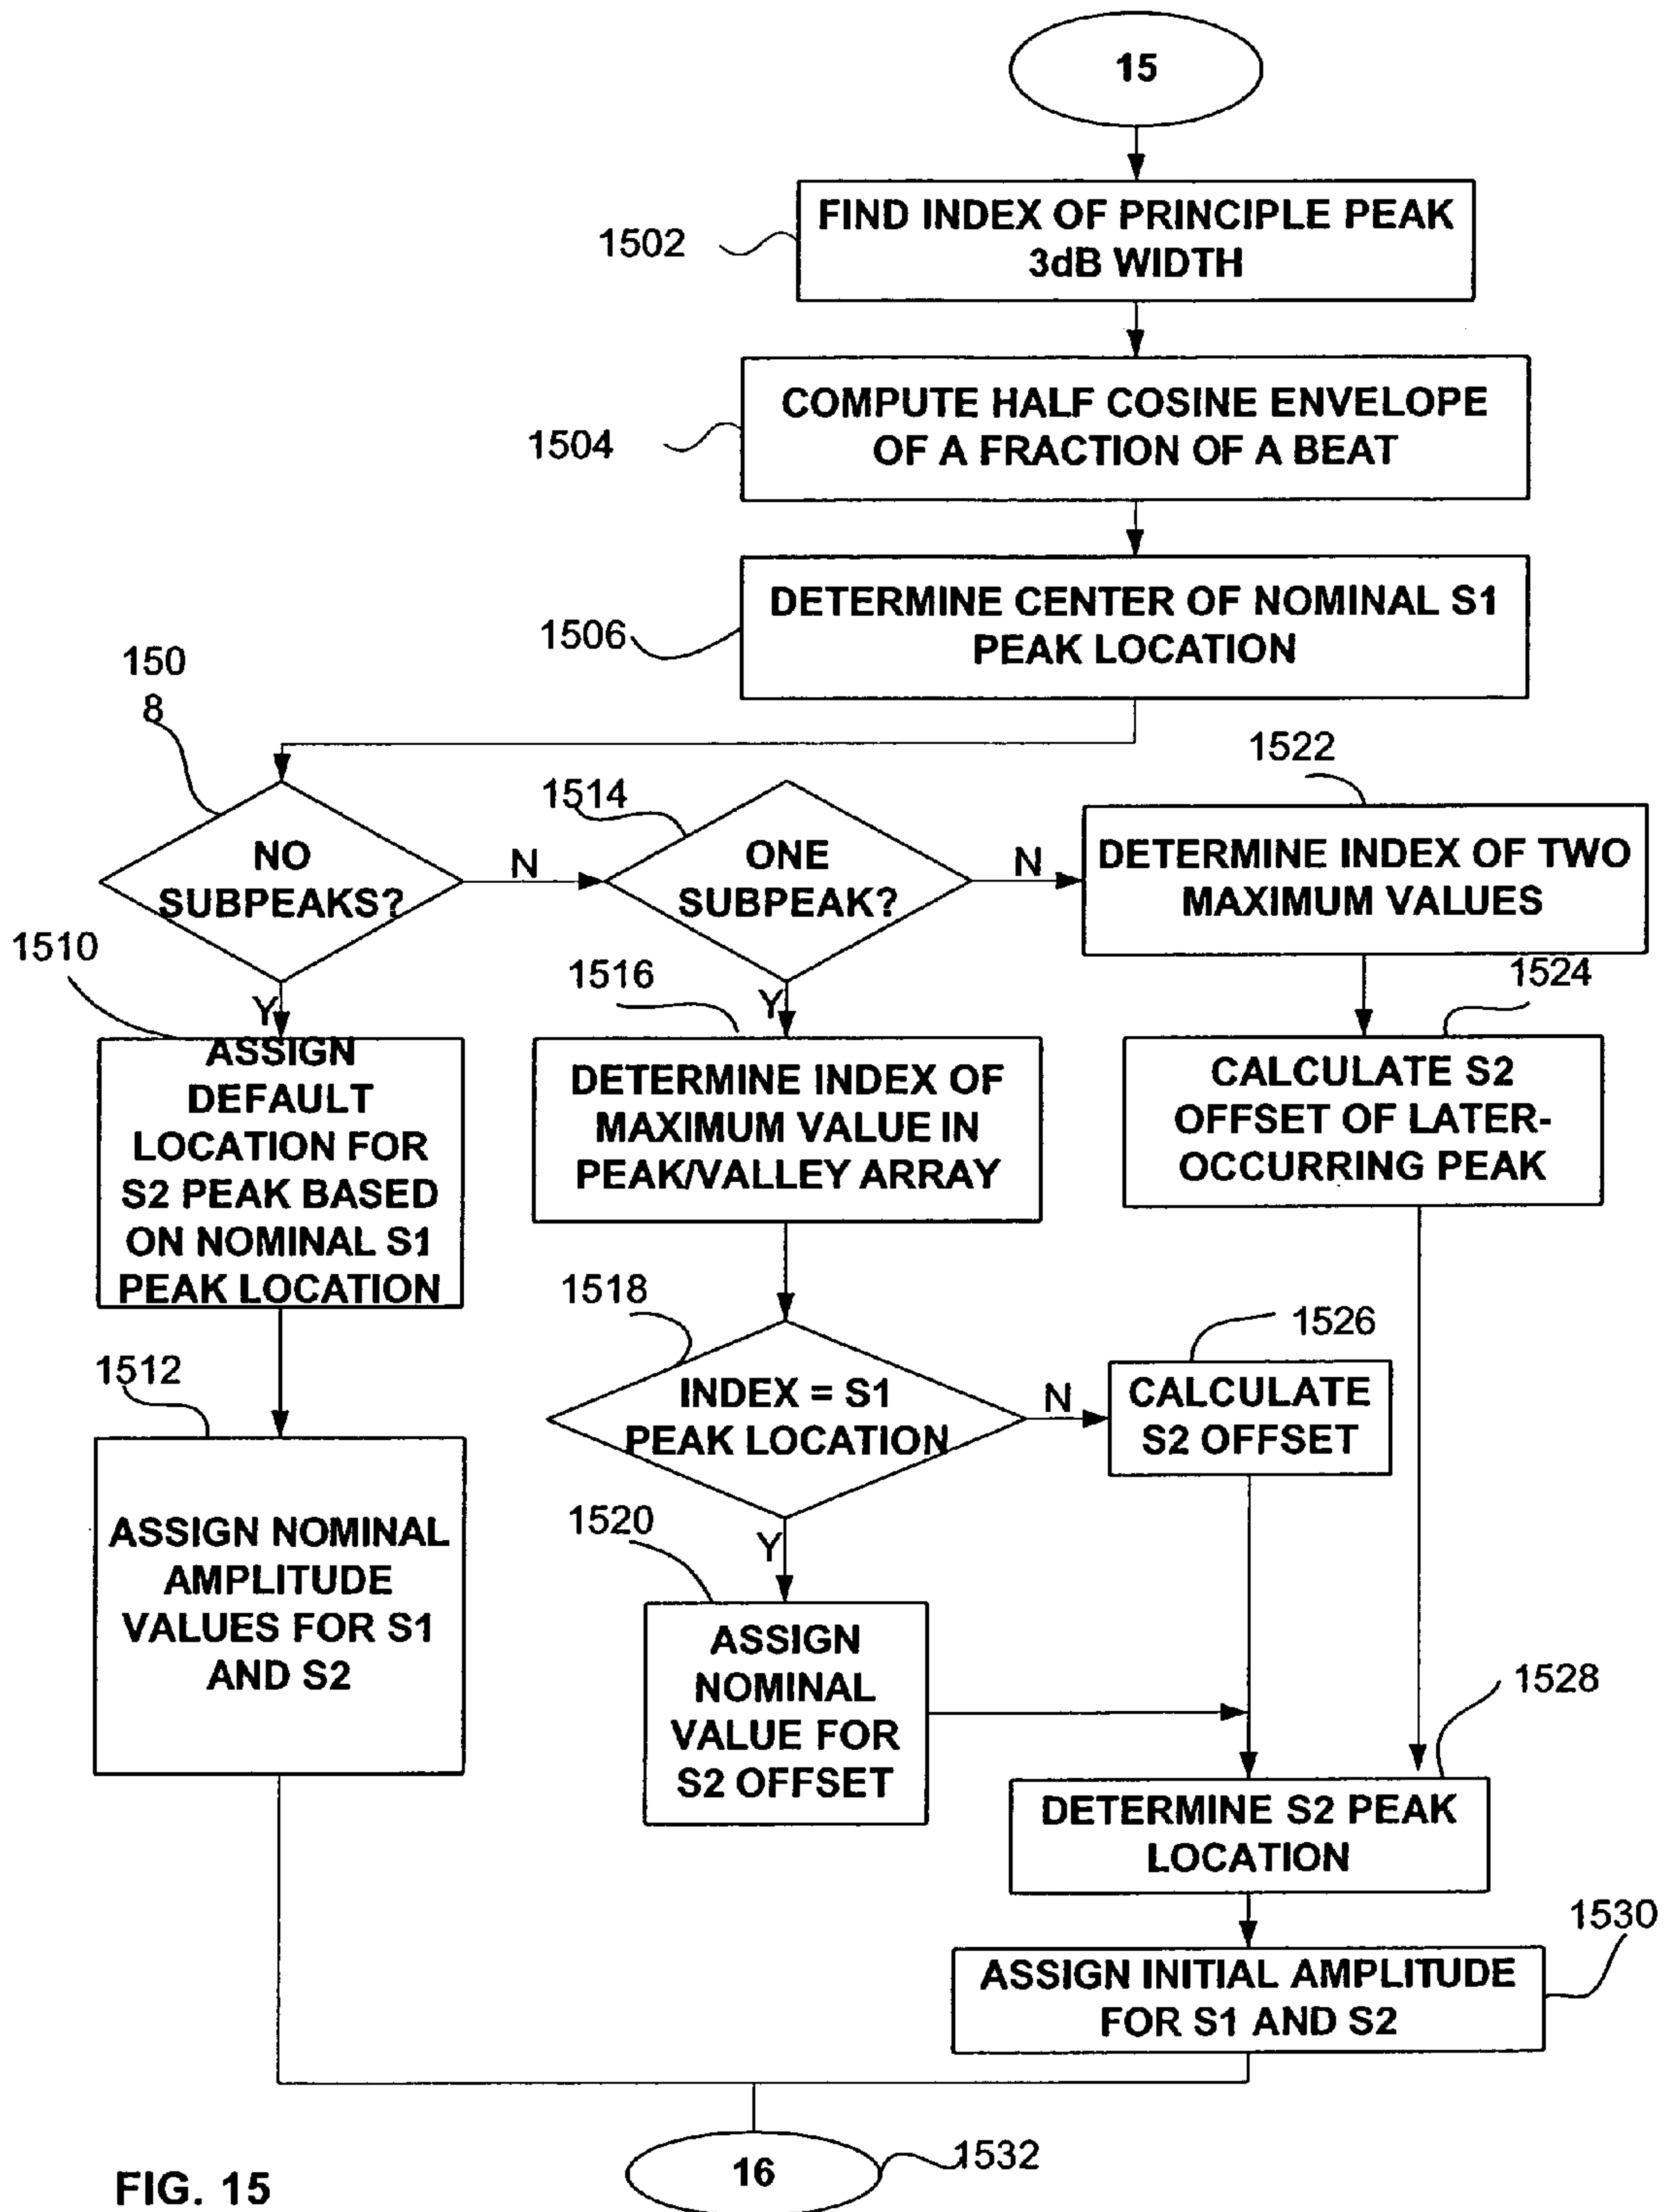 15
FIND INDEX OF PRINCIPLE PEAK
3dB WIDTH
1502
COMPUTE HALF COSINE ENVELOPE
OF A FRACTION OF A BEAT
1504
DETERMINE CENTER OF NOMINAL S1
PEAK LOCATION
1506
150
8
NO
SUBPEAKS?
N
Y
1514
ONE
SUBPEAK?
N
Y
1522
DETERMINE INDEX OF TWO
MAXIMUM VALUES
1510
ASSIGN
DEFAULT
LOCATION FOR
S2 PEAK BASED
ON NOMINAL S1
PEAK LOCATION
1516
DETERMINE INDEX OF
MAXIMUM VALUE IN
PEAK/VALLEY ARRAY
1524
CALCULATE S2
OFFSET OF LATER-
OCCURRING PEAK
1518
INDEX = S1
PEAK LOCATION
N
Y
1526
CALCULATE
S2 OFFSET
1512
ASSIGN NOMINAL
AMPLITUDE
VALUES FOR S1
AND S2
1520
ASSIGN
NOMINAL
VALUE FOR
S2 OFFSET
1528
DETERMINE S2 PEAK
LOCATION
1530
ASSIGN INITIAL AMPLITUDE
FOR S1 AND S2
16
1532
FIG. 15